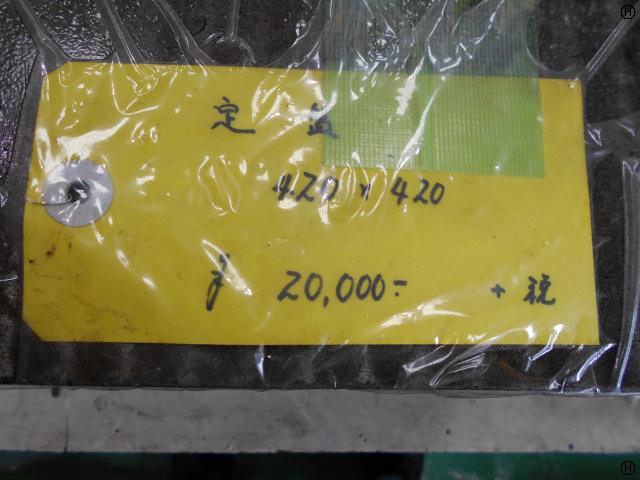 定 盤
420 × 420
¥ 20,000- + 税